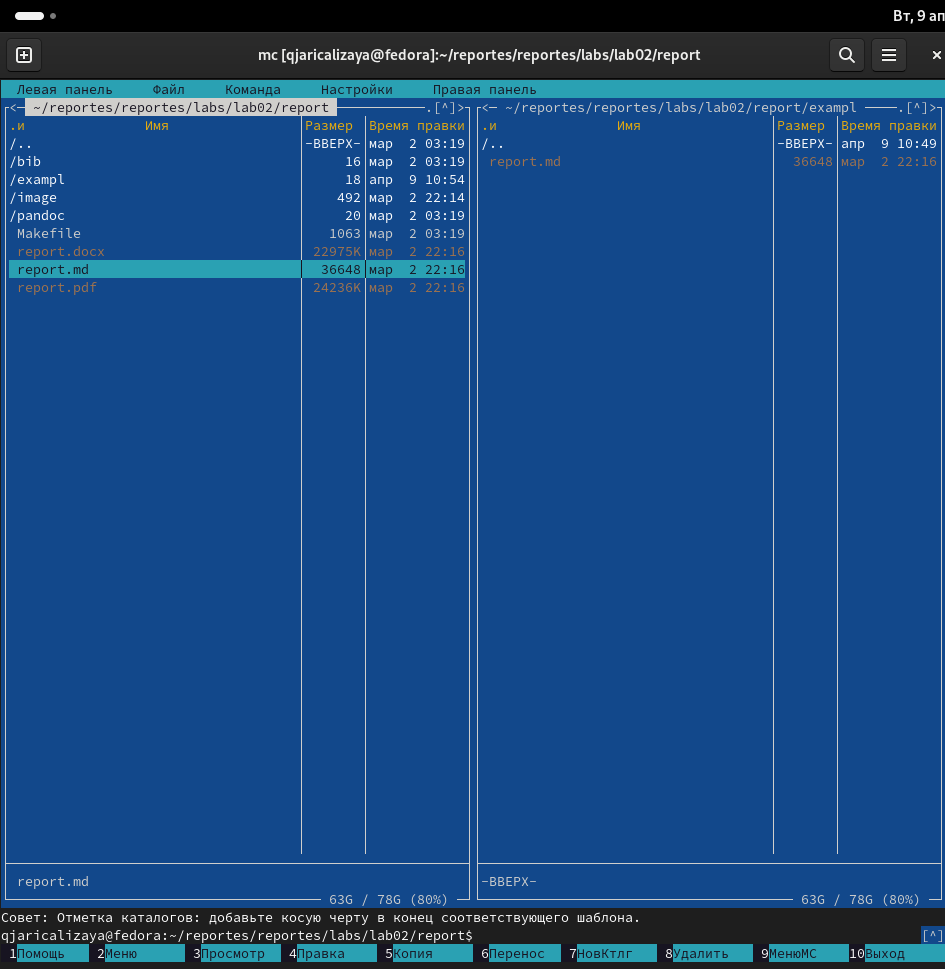 Вт, 9 ап
mc [qjaricalizaya@fedora]:~/reportes/reportes/labs/lab02/report
Левая панель Файл Команда Настройки Правая панель
<─ ~/reportes/reportes/labs/lab02/report ─.[^]> <─ ~/reportes/reportes/labs/lab02/report/exampl ─.[^]>
.и Имя Размер Время правки .и Имя Размер Время правки
/.. -ВВЕРХ- мар 2 03:19 /.. -ВВЕРХ- апр 9 10:49
/bib 16 мар 2 03:19 report.md 36648 мар 2 22:16
/exampl 18 апр 9 10:54
/image 492 мар 2 22:14
/pandoc 20 мар 2 03:19
Makefile 1063 мар 2 03:19
report.docx 22975K мар 2 22:16
report.md 36648 мар 2 22:16
report.pdf 24236K мар 2 22:16
report.md -ВВЕРХ-
63G / 78G (80%) 63G / 78G (80%)
Совет: Отметка каталогов: добавьте косую черту в конец соответствующего шаблона.
qjaricalizaya@fedora:~/reportes/reportes/labs/lab02/report$ [^]
1Помощь 2Меню 3Просмотр 4Правка 5Копия 6Перенос 7НовКтлг 8Удалить 9МенюМС 10Выход